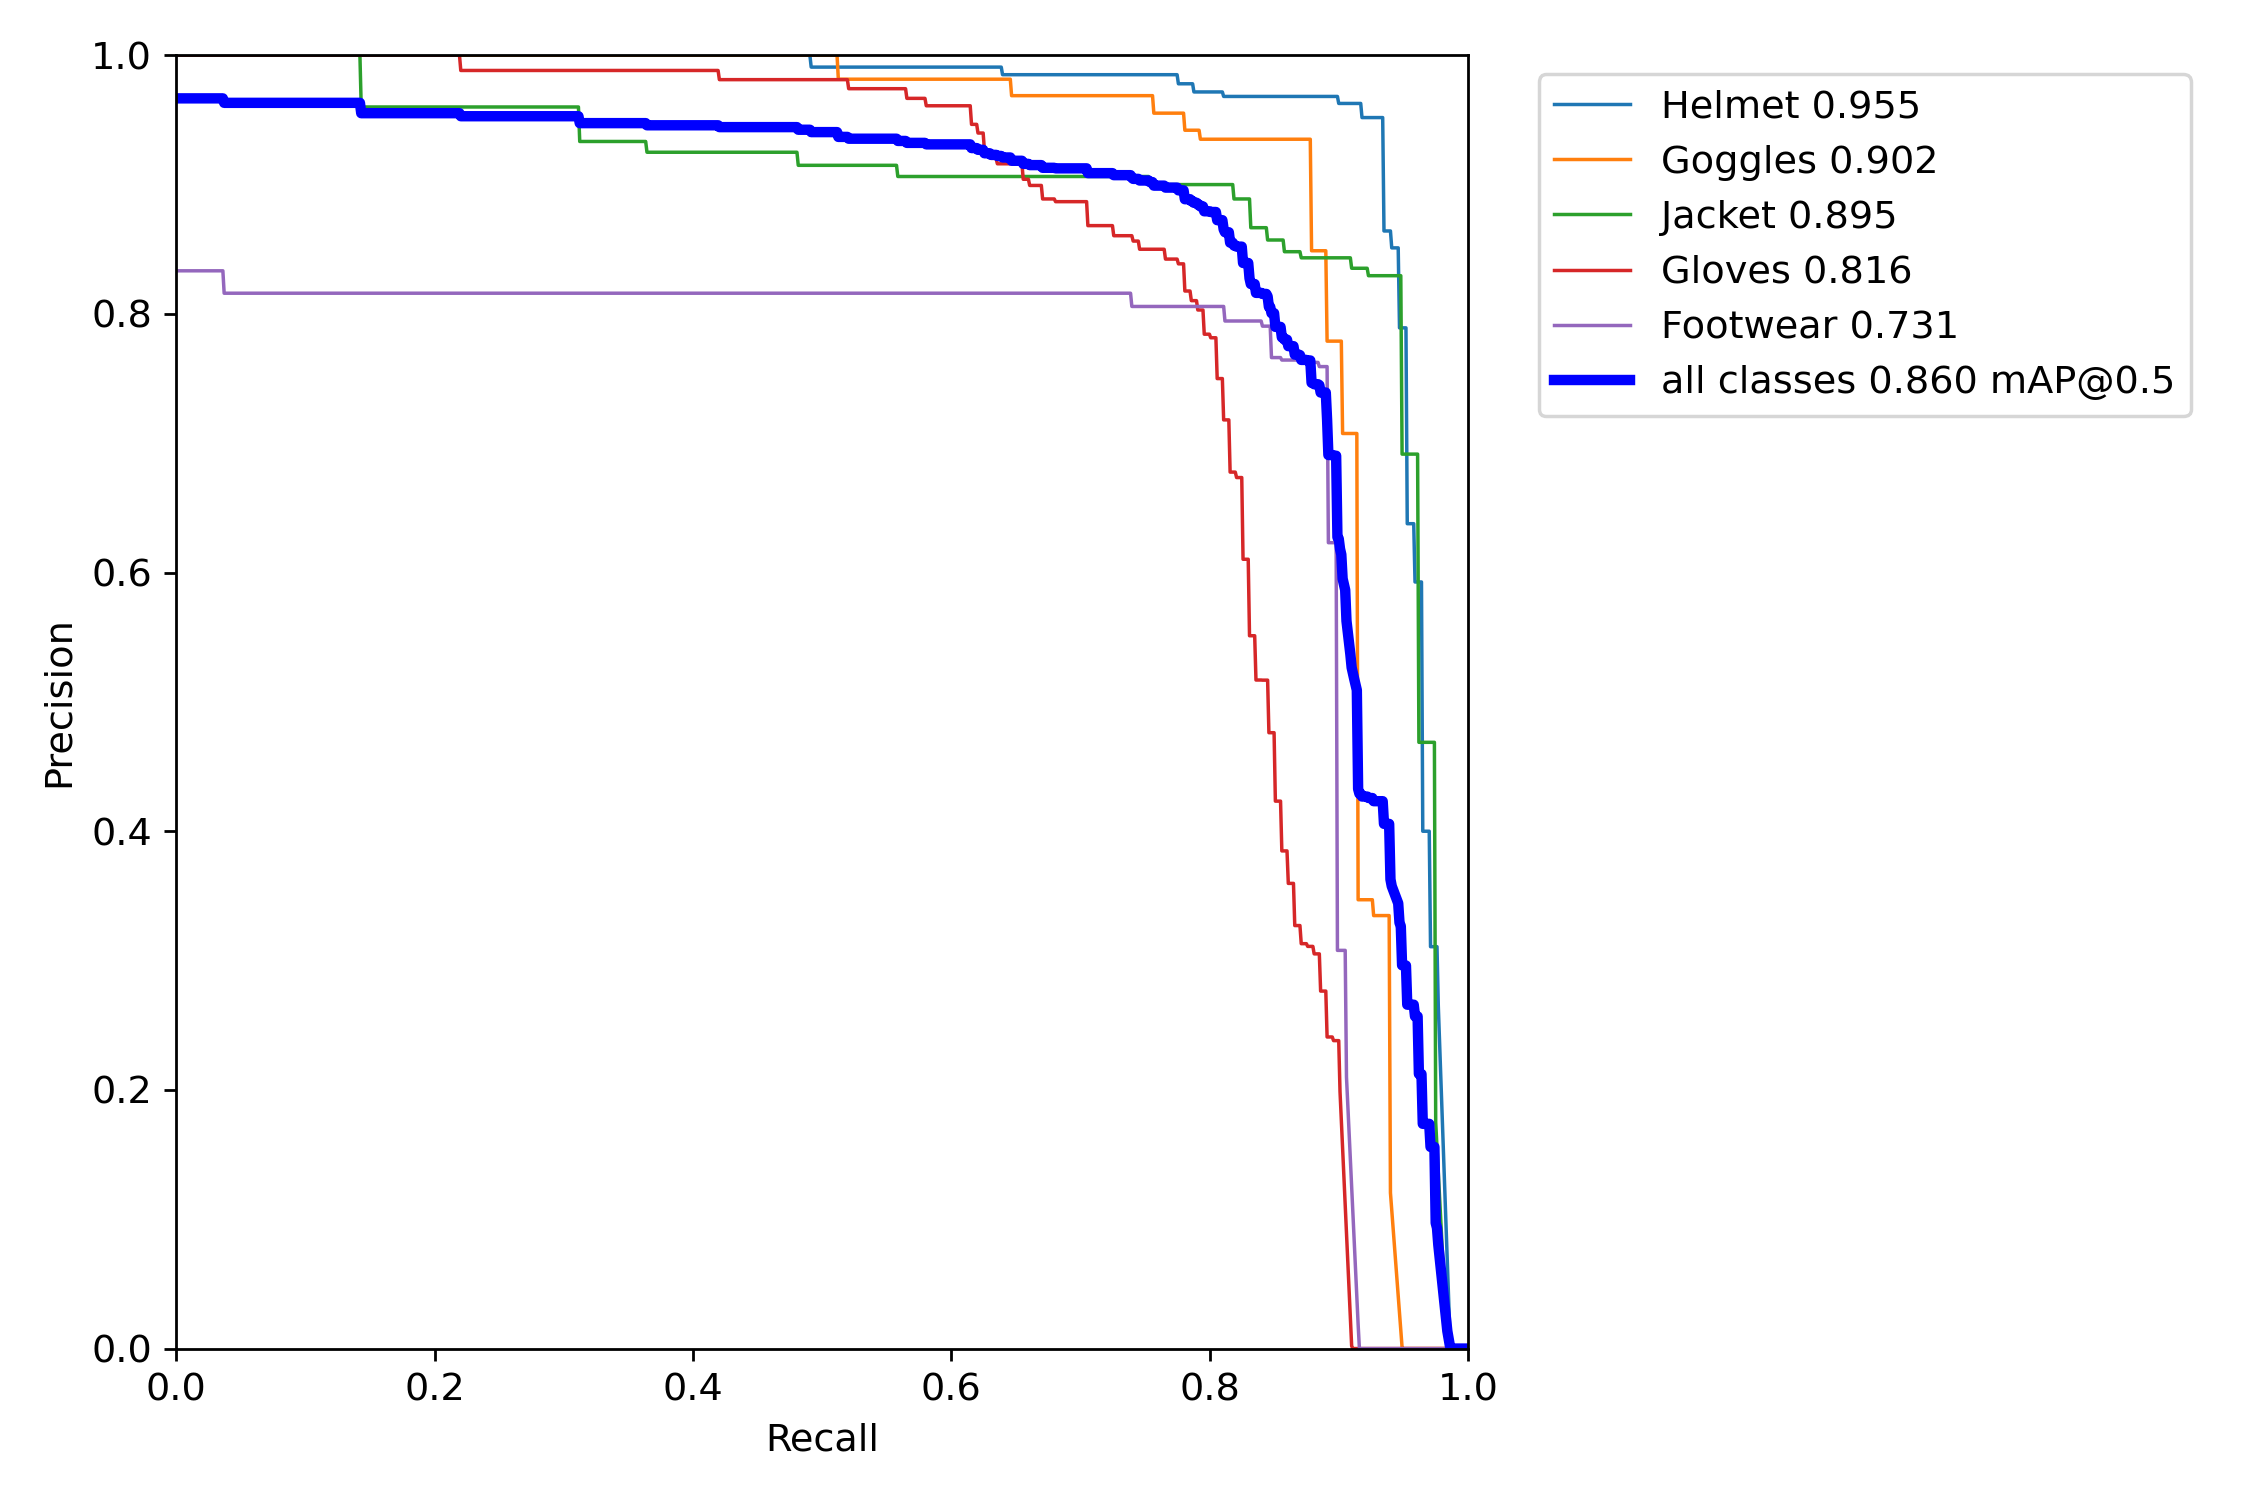 1.0
0.8
0.6
0.4
0.2
0.0
0.0 0.2 0.4 0.6 0.8 1.0
Precision
Recall
Helmet 0.955
Goggles 0.902
Jacket 0.895
Gloves 0.816
Footwear 0.731
all classes 0.860 mAP@0.5